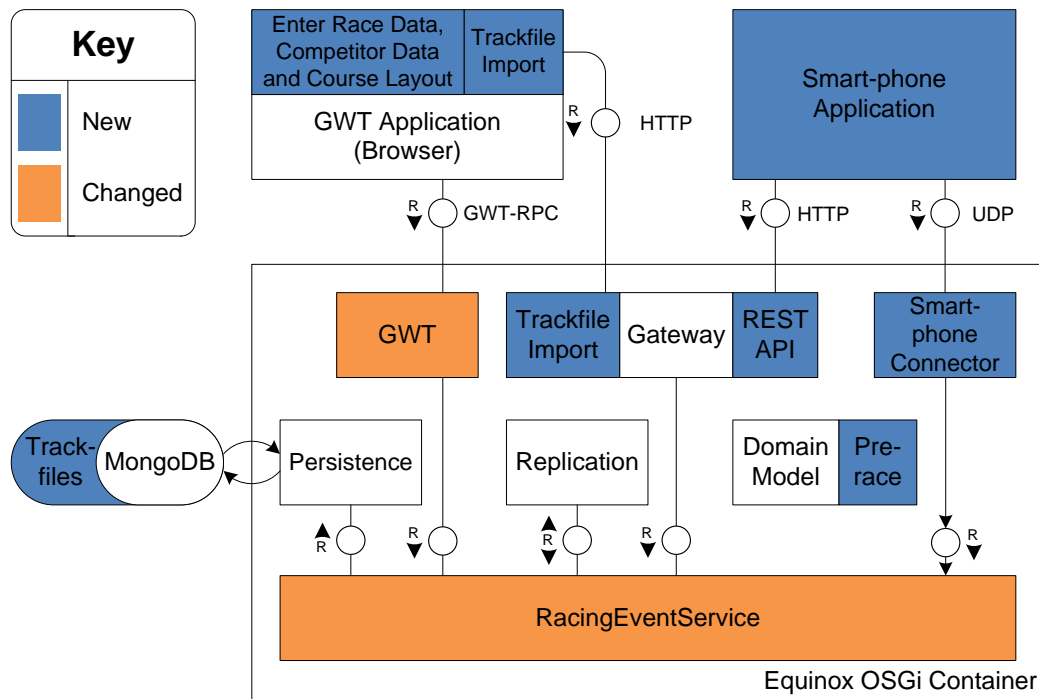 Key
New
Changed
Enter Race Data,
Competitor Data
and Course Layout
Trackfile
Import
GWT Application
(Browser)
R
HTTP
Smart-phone
Application
R
GWT-RPC
R
HTTP
R
UDP
GWT
Trackfile
Import
Gateway
REST
API
Smart-
phone
Connector
Track-
files
MongoDB
Persistence
Replication
Domain
Model
Pre-
race
R
R
R
R
R
RacingEventService
Equinox OSGi Container